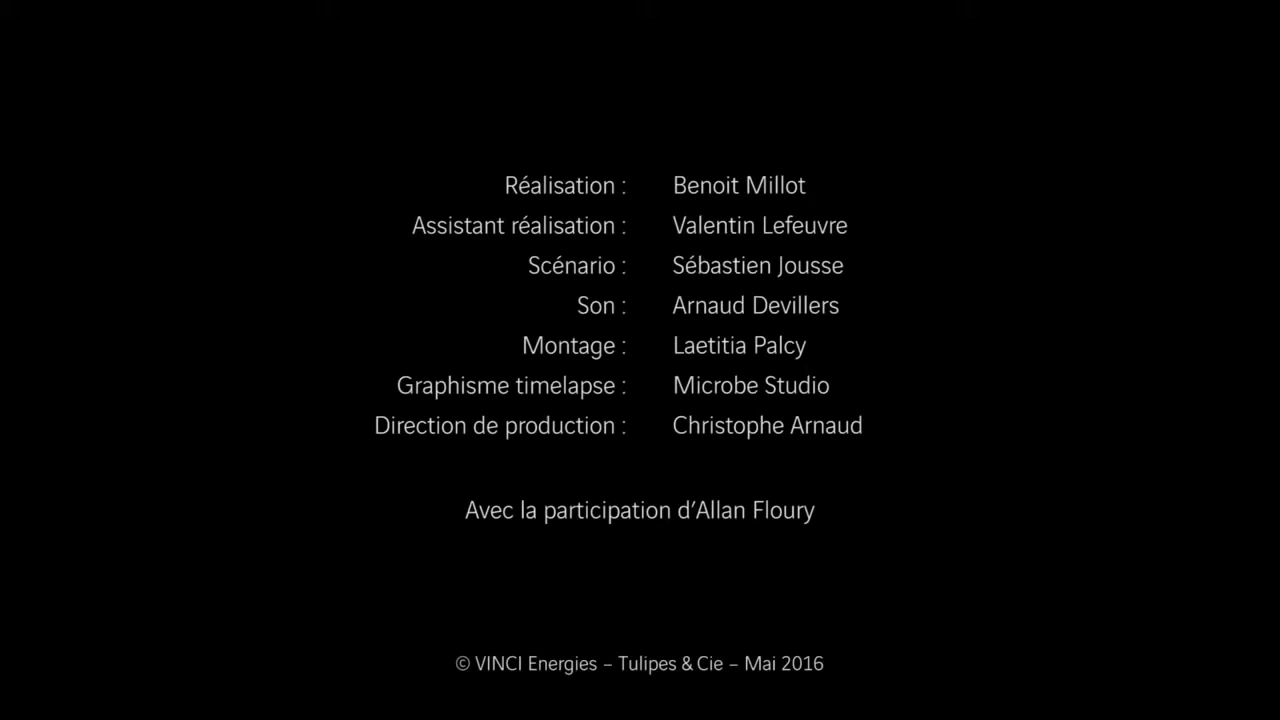 Réalisation : Benoit Millot
Assistant réalisation : Valentin Lefeuvre
Scénario : Sébastien Jousse
Son : Arnaud Devillers
Montage : Laetitia Palcy
Graphisme timelapse : Microbe Studio
Direction de production : Christophe Arnaud
Avec la participation d’Allan Floury
© VINCI Energies – Tulipes & Cie – Mai 2016